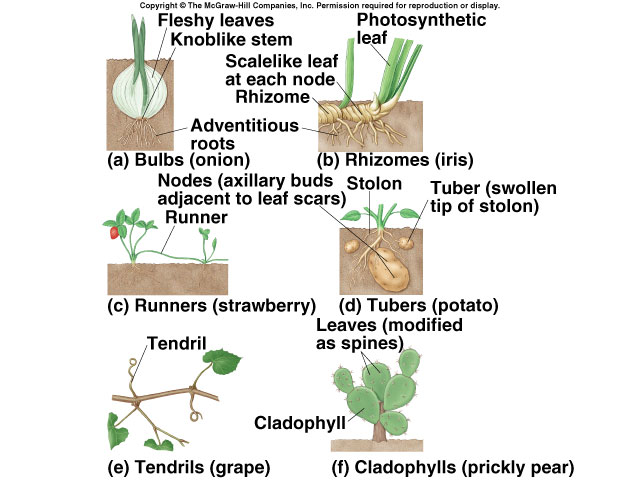 Copyright © The McGraw-Hill Companies, Inc. Permission required for reproduction or display.
Fleshy leaves
Knoblike stem
Adventitious
roots
(a) Bulbs (onion)
Photosynthetic
leaf
Scalelike leaf
at each node
Rhizome
(b) Rhizomes (iris)
Nodes (axillary buds
adjacent to leaf scars)
Runner
(c) Runners (strawberry)
Stolon
Tuber (swollen
tip of stolon)
(d) Tubers (potato)
Tendril
(e) Tendrils (grape)
Leaves (modified
as spines)
Cladophyll
(f) Cladophylls (prickly pear)